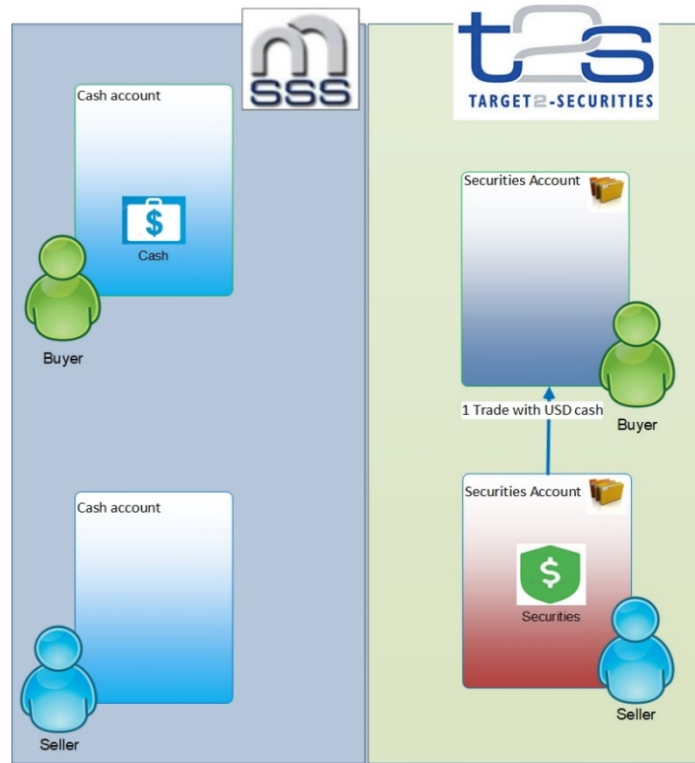 m
sss
t2s
TARGET2-SECURITIES
Cash account
$
Cash
Buyer
Securities Account
1 Trade with USD cash
Buyer
Cash account
Seller
Securities Account
$
Securities
Seller